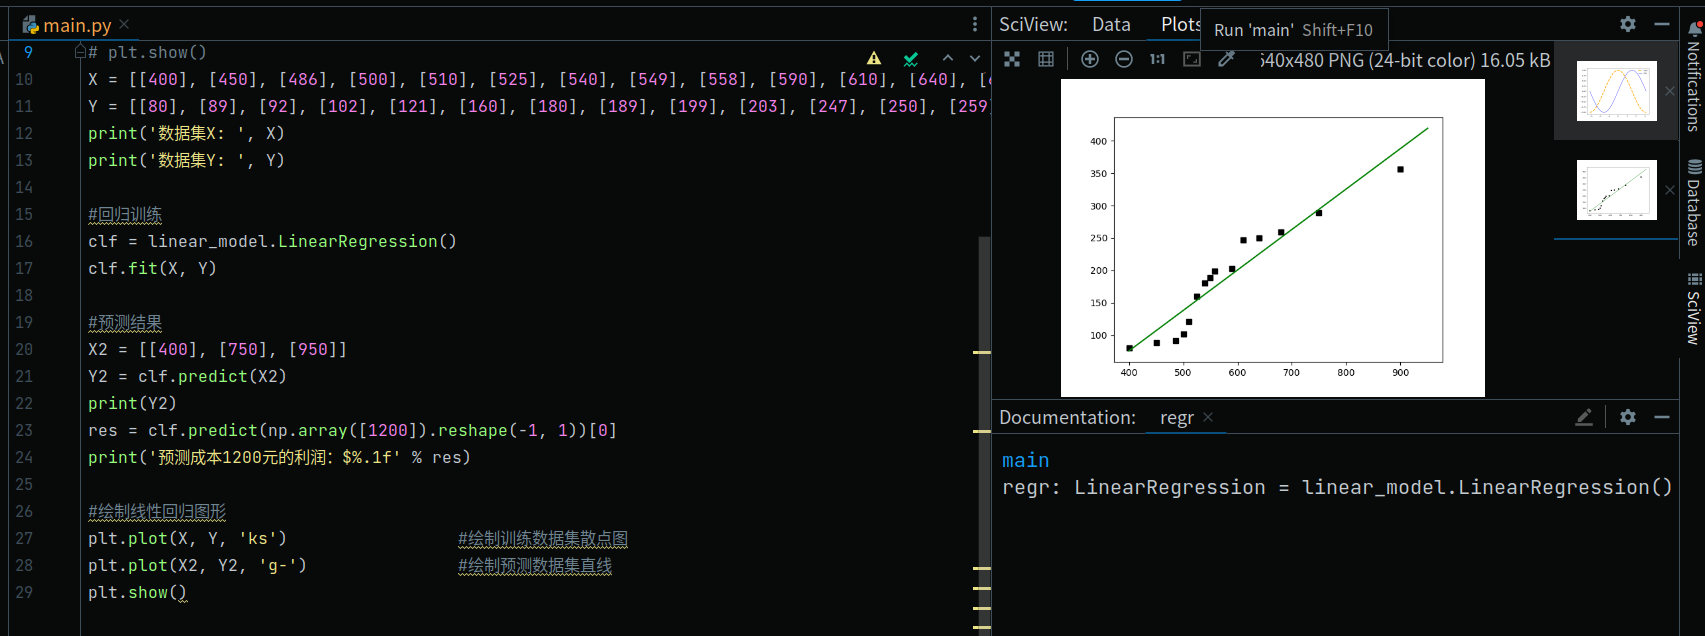 main.py
9 # plt.show()
10 X = [[400], [450], [486], [500], [510], [525], [540], [549], [558], [590], [610], [640], [
11 Y = [[80], [89], [92], [102], [121], [160], [180], [189], [199], [203], [247], [250], [259
12 print('数据集X: ', X)
13 print('数据集Y: ', Y)
14
15 #回归训练
16 clf = linear_model.LinearRegression()
17 clf.fit(X, Y)
18
19 #预测结果
20 X2 = [[400], [750], [950]]
21 Y2 = clf.predict(X2)
22 print(Y2)
23 res = clf.predict(np.array([1200]).reshape(-1, 1))[0]
24 print('预测成本1200元的利润：$%.1f' % res)
25
26 #绘制线性回归图形
27 plt.plot(X, Y, 'ks') #绘制训练数据集散点图
28 plt.plot(X2, Y2, 'g-') #绘制预测数据集直线
29 plt.show()
SciView: Data Plots
Run 'main' Shift+F10
1:1 640x480 PNG (24-bit color) 16.05 kB
400
350
300
250
200
150
100
400 500 600 700 800 900
Documentation: regr
main
regr: LinearRegression = linear_model.LinearRegression()
Notifications
Database
SciView